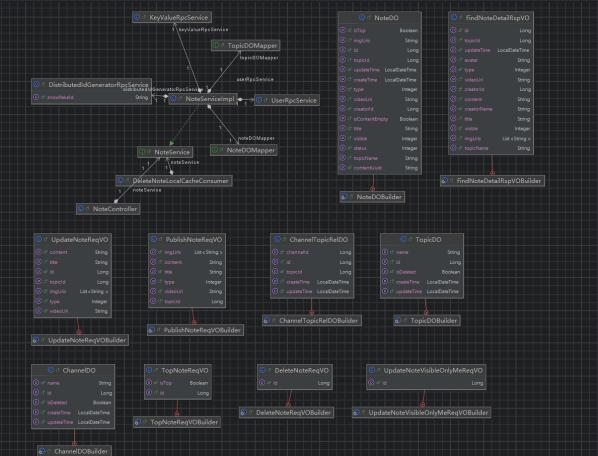 KeyValueRpcService
keyValueRpcService
TopicDOMapper
topicDOMapper
DistributedIdGeneratorRpcService
snowflakeId String
distributedIdGeneratorRpcService
userRpcService
NoteServiceImpl
UserRpcService
noteDOMapper
NoteService
NoteDOMapper
noteService
DeleteNoteLocalCacheConsumer
noteService
NoteController
NoteDO
isTop Boolean
imgUris String
id Long
topicId Long
updateTime LocalDateTime
createTime LocalDateTime
type Integer
videoUri String
creatorId Long
isContentEmpty Boolean
title String
visible Integer
status Integer
topicName String
contentUuid String
NoteDOBuilder
FindNoteDetailRspVO
id Long
topicId Long
updateTime LocalDateTime
avatar String
type Integer
videoUri String
creatorId Long
content String
creatorName String
title String
visible Integer
imgUris List<String>
topicName String
FindNoteDetailRspVOBuilder
UpdateNoteReqVO
content String
title String
id Long
topicId Long
imgUris List<String>
type Integer
videoUri String
UpdateNoteReqVOBuilder
PublishNoteReqVO
imgUris List<String>
content String
title String
type Integer
videoUri String
topicId Long
PublishNoteReqVOBuilder
ChannelTopicRelDO
channelId Long
id Long
topicId Long
createTime LocalDateTime
updateTime LocalDateTime
ChannelTopicRelDOBuilder
TopicDO
name String
id Long
isDeleted Boolean
createTime LocalDateTime
updateTime LocalDateTime
TopicDOBuilder
ChannelDO
name String
id Long
isDeleted Boolean
createTime LocalDateTime
updateTime LocalDateTime
ChannelDOBuilder
TopNoteReqVO
isTop Boolean
id Long
TopNoteReqVOBuilder
DeleteNoteReqVO
id Long
DeleteNoteReqVOBuilder
UpdateNoteVisibleOnlyMeReqVO
id Long
UpdateNoteVisibleOnlyMeReqVOBuilder